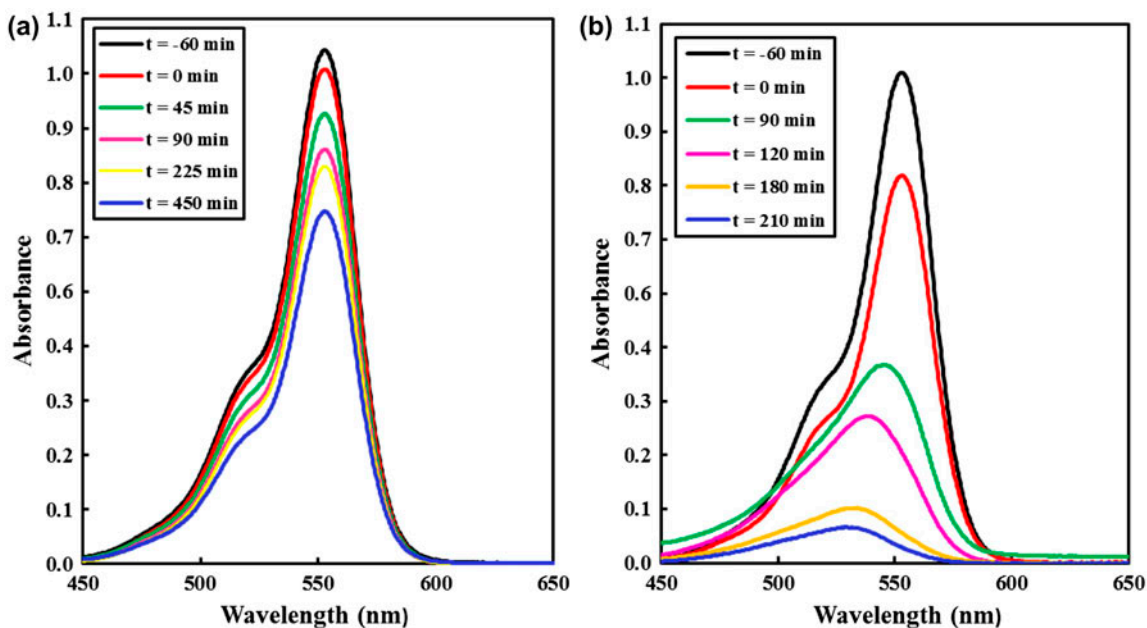 (a)
1.1
1.0
0.9
0.8
0.7
0.6
0.5
0.4
0.3
0.2
0.1
0.0
Absorbance
t = -60 min
t = 0 min
t = 45 min
t = 90 min
t = 225 min
t = 450 min
450 500 550 600 650
Wavelength (nm)
(b)
1.1
1.0
0.9
0.8
0.7
0.6
0.5
0.4
0.3
0.2
0.1
0.0
Absorbance
t = -60 min
t = 0 min
t = 90 min
t = 120 min
t = 180 min
t = 210 min
450 500 550 600 650
Wavelength (nm)